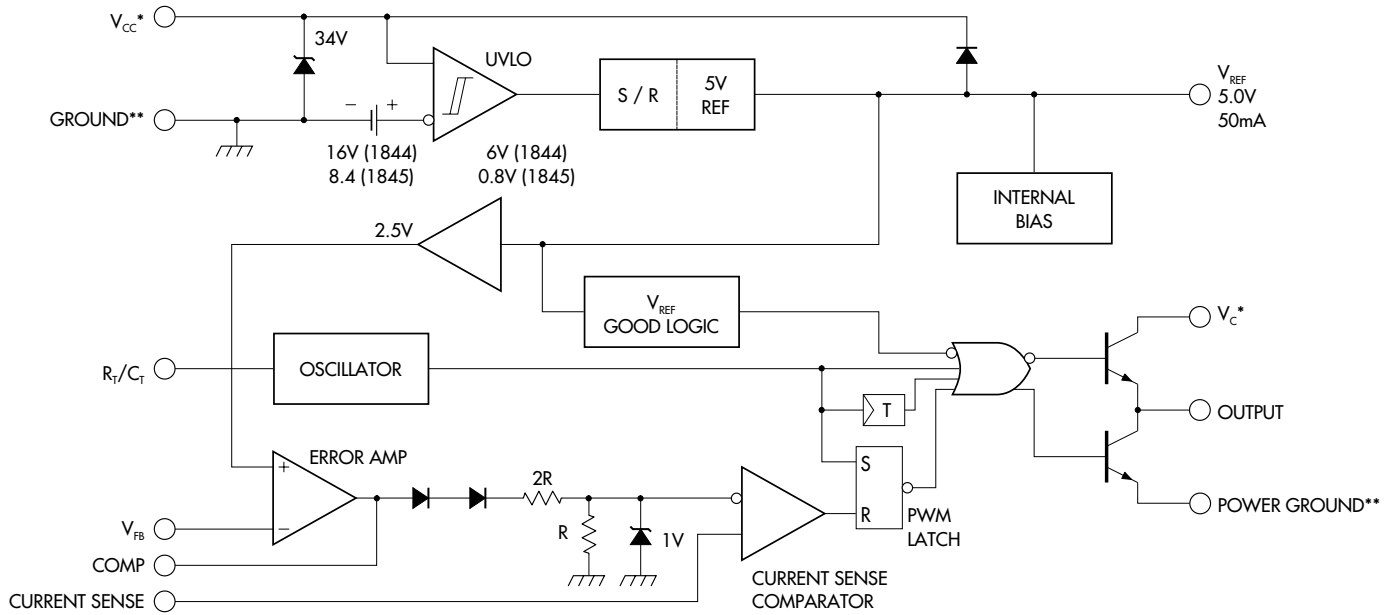 VCC*
34V
UVLO
S / R
5V
REF
VREF
5.0V
50mA
GROUND**
− +
16V (1844)
8.4 (1845)
6V (1844)
0.8V (1845)
INTERNAL
BIAS
2.5V
VREF
GOOD LOGIC
VC*
RT/CT
OSCILLATOR
T
OUTPUT
ERROR AMP
+
−
2R
S
R
PWM
LATCH
VFB
R
1V
POWER GROUND**
COMP
CURRENT SENSE
COMPARATOR
CURRENT SENSE